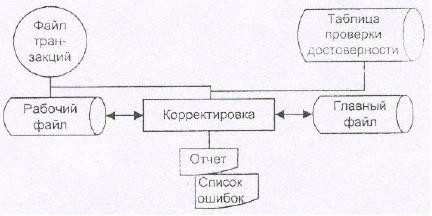 Файл
тран-
закций
Таблица
проверки
достоверности
Рабочий
файл
Корректировка
Главный
файл
Отчет
Список
ошибок